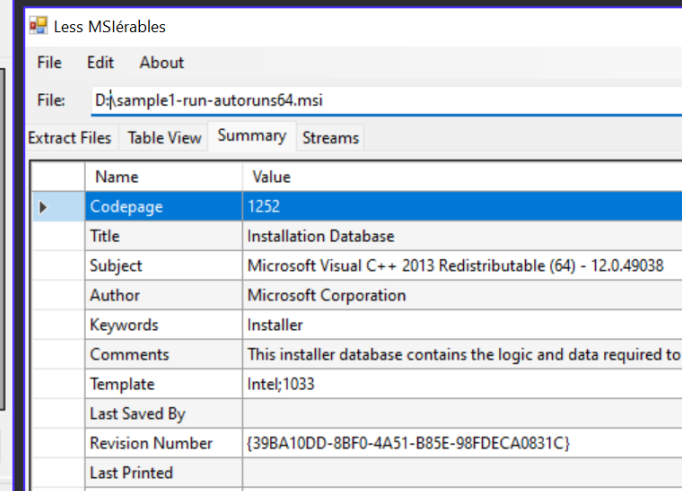 Less MSIérables
File Edit About
File: D:\sample1-run-autoruns64.msi
Extract Files Table View Summary Streams
Name Value
Codepage 1252
Title Installation Database
Subject Microsoft Visual C++ 2013 Redistributable (64) - 12.0.49038
Author Microsoft Corporation
Keywords Installer
Comments This installer database contains the logic and data required to
Template Intel;1033
Last Saved By
Revision Number {39BA10DD-8BF0-4A51-B85E-98FDECA0831C}
Last Printed